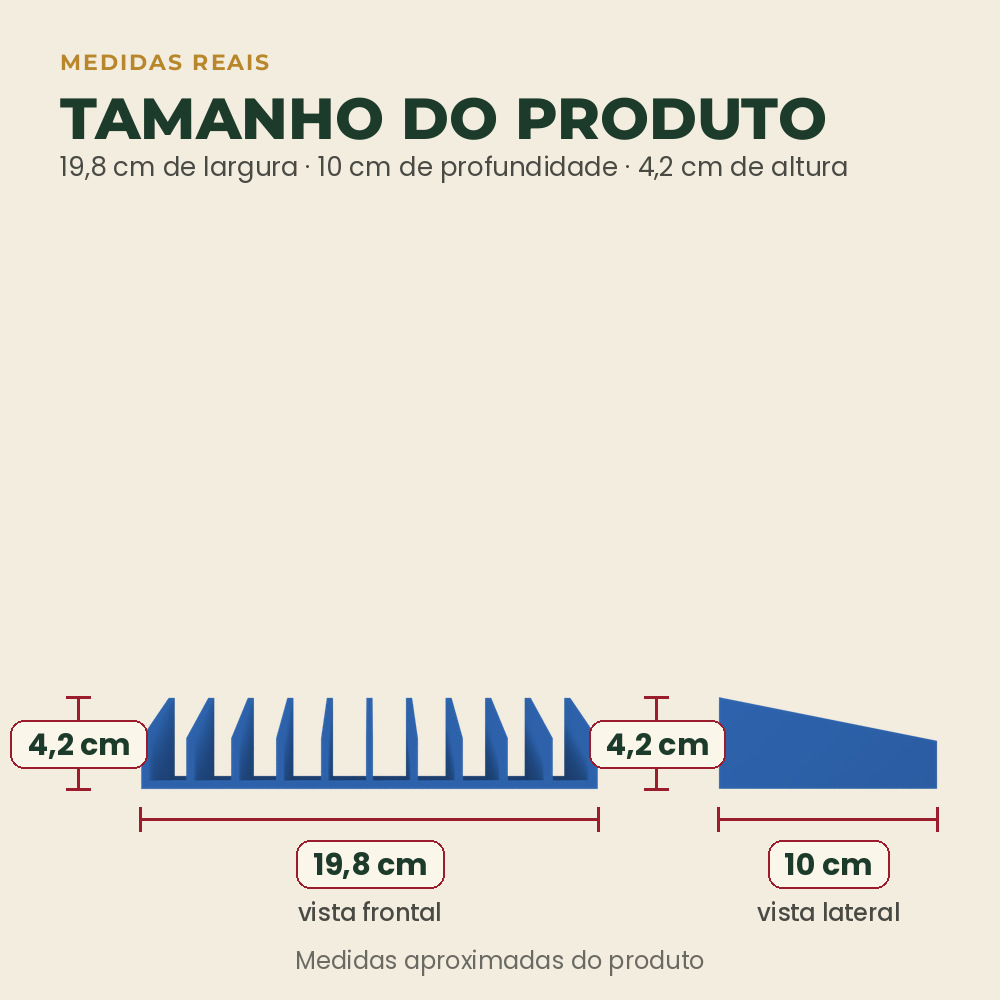 MEDIDAS REAIS
TAMANHO DO PRODUTO
19,8 cm de largura · 10 cm de profundidade · 4,2 cm de altura
4,2 cm
4,2 cm
19,8 cm
10 cm
vista frontal
vista lateral
Medidas aproximadas do produto